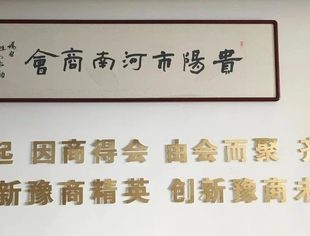 貴陽市河南商會
起 因商得会 由会而聚
新豫商精英 创新豫商未